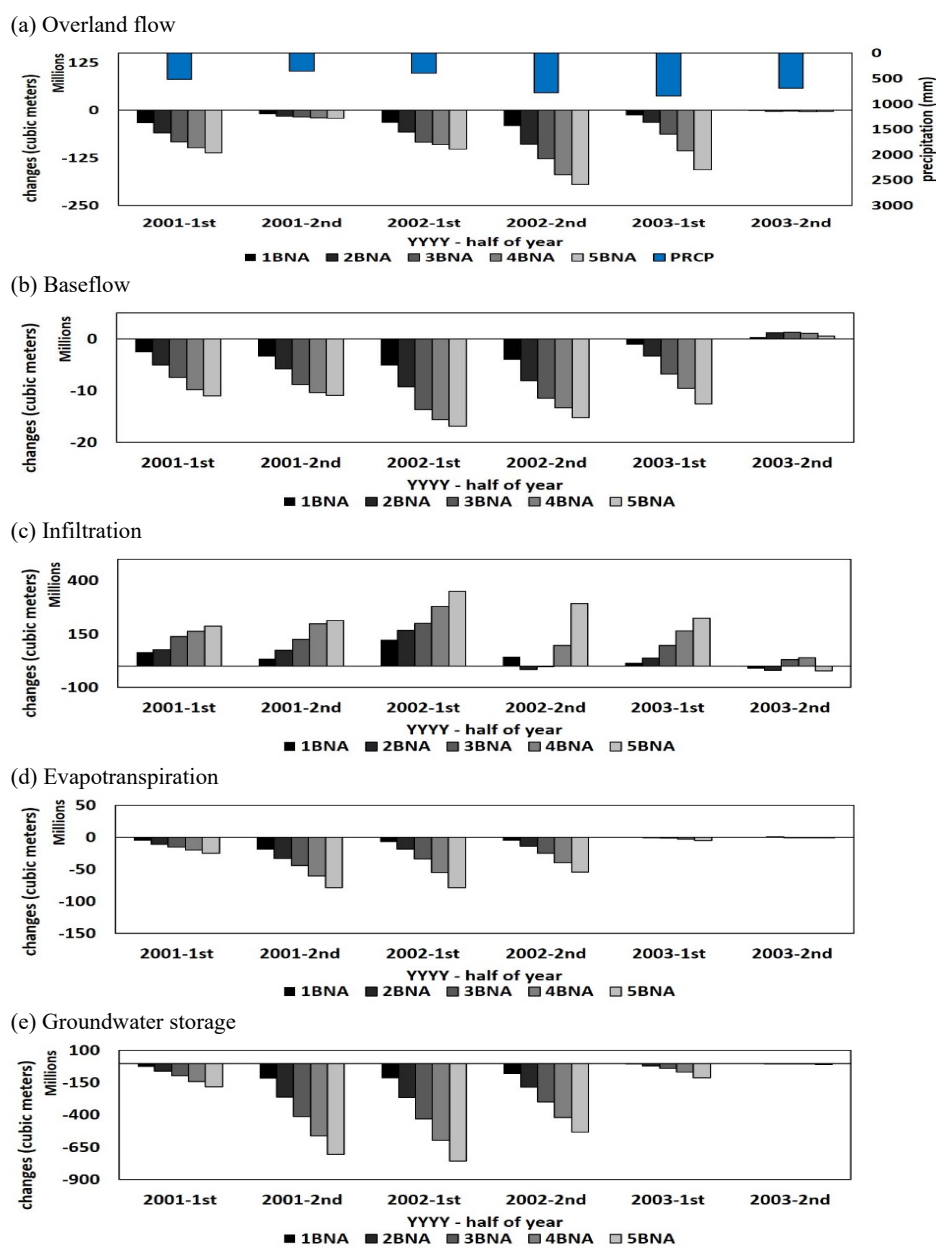 (a) Overland flow
changes (cubic meters)
Millions
125
0
-125
-250
0
500
1000
1500
2000
2500
3000
precipitation (mm)
2001-1st 2001-2nd 2002-1st 2002-2nd 2003-1st 2003-2nd
YYYY - half of year
1BNA 2BNA 3BNA 4BNA 5BNA PRCP
(b) Baseflow
changes (cubic meters)
Millions
0
-10
-20
2001-1st 2001-2nd 2002-1st 2002-2nd 2003-1st 2003-2nd
YYYY - half of year
1BNA 2BNA 3BNA 4BNA 5BNA
(c) Infiltration
changes (cubic meters)
Millions
400
150
-100
2001-1st 2001-2nd 2002-1st 2002-2nd 2003-1st 2003-2nd
YYYY - half of year
1BNA 2BNA 3BNA 4BNA 5BNA
(d) Evapotranspiration
changes (cubic meters)
Millions
50
0
-50
-100
-150
2001-1st 2001-2nd 2002-1st 2002-2nd 2003-1st 2003-2nd
YYYY - half of year
1BNA 2BNA 3BNA 4BNA 5BNA
(e) Groundwater storage
changes (cubic meters)
Millions
100
-150
-400
-650
-900
2001-1st 2001-2nd 2002-1st 2002-2nd 2003-1st 2003-2nd
YYYY - half of year
1BNA 2BNA 3BNA 4BNA 5BNA